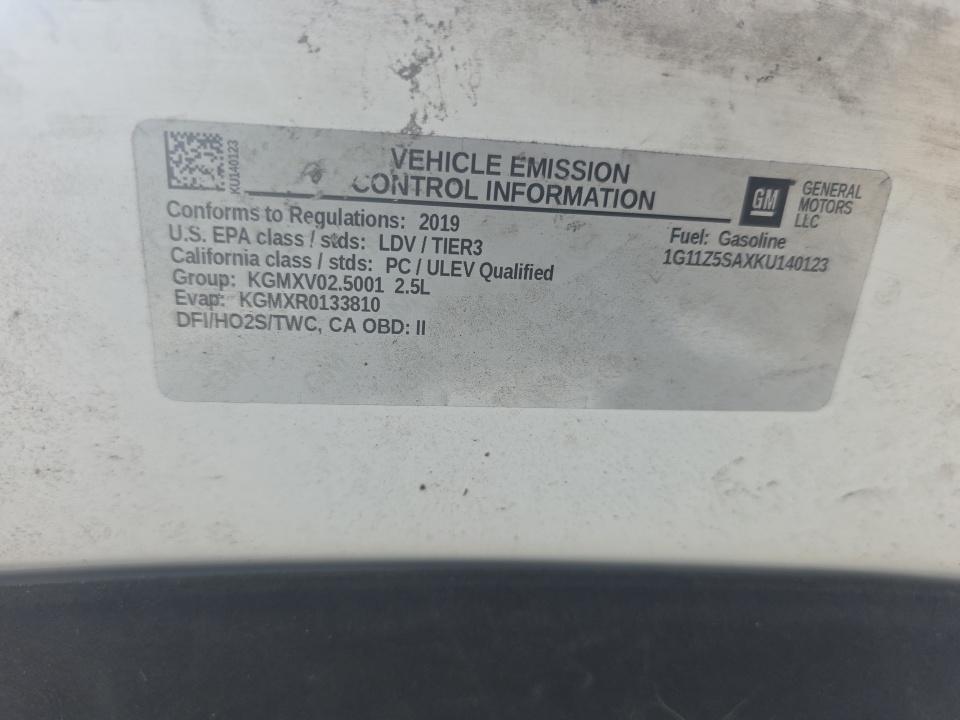 KU140123
VEHICLE EMISSION
CONTROL INFORMATION
GM
GENERAL
MOTORS
LLC
Conforms to Regulations: 2019
U.S. EPA class / stds: LDV / TIER3
California class / stds: PC / ULEV Qualified
Group: KGMXV02.5001 2.5L
Evap: KGMXR0133810
DFI/HO2S/TWC, CA OBD: II
Fuel: Gasoline
1G11Z5SAXKU140123